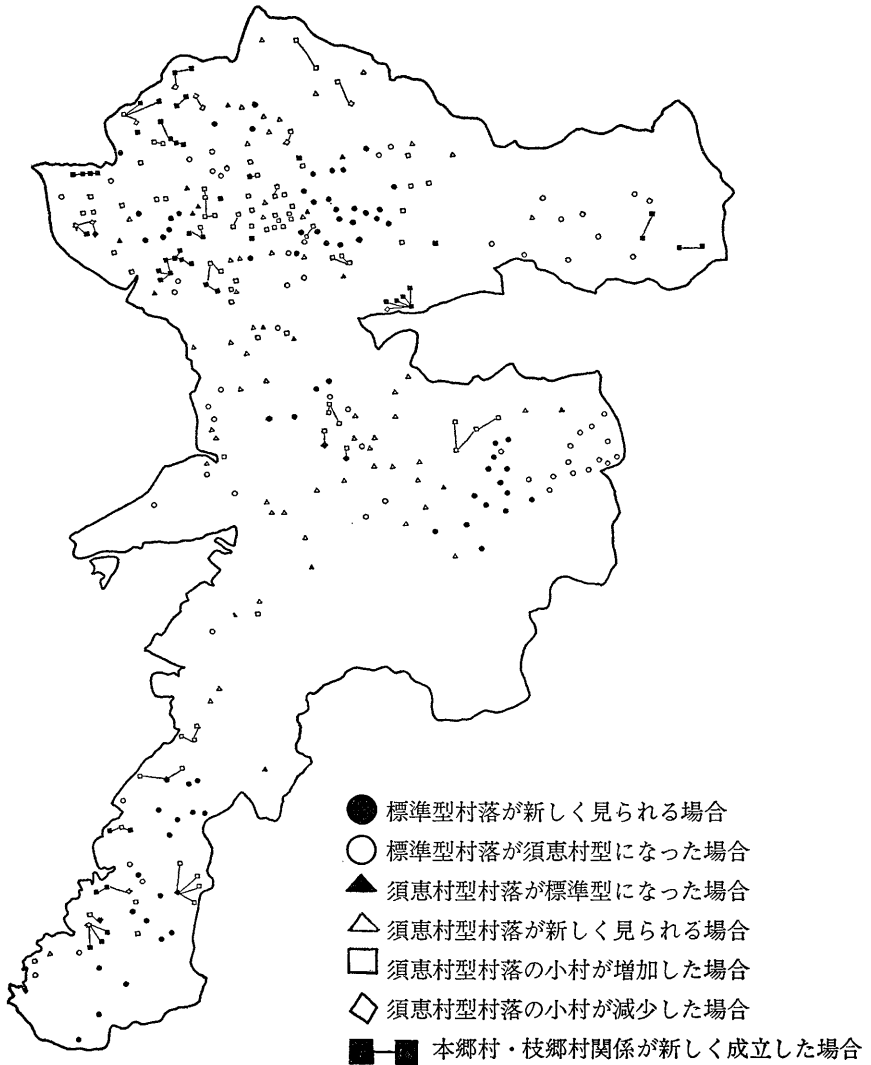 標準型村落が新しく見られる場合
標準型村落が須恵村型になった場合
須恵村型村落が標準型になった場合
須恵村型村落が新しく見られる場合
須恵村型村落の小村が増加した場合
須恵村型村落の小村が減少した場合
本郷村・枝郷村関係が新しく成立した場合